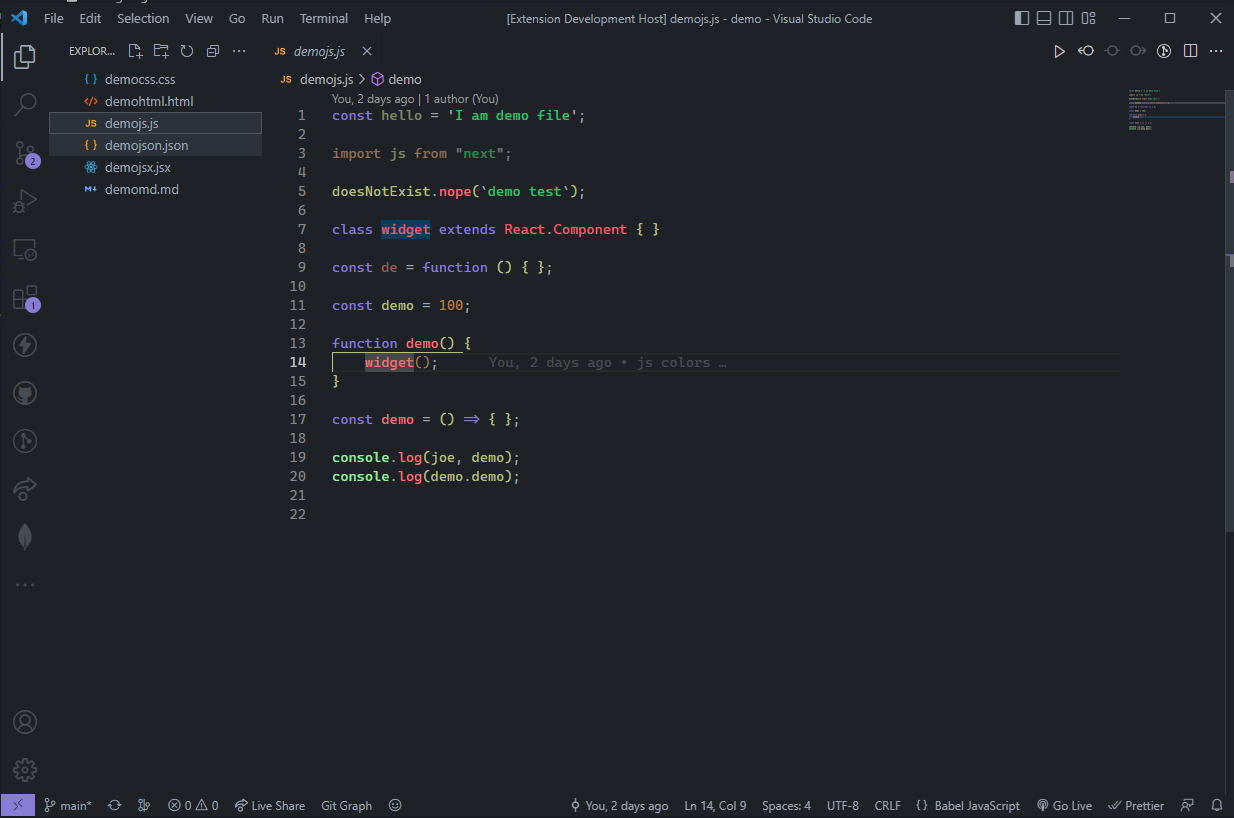 File Edit Selection View Go Run Terminal Help [Extension Development Host] demojs.js - demo - Visual Studio Code
EXPLOR... JS demojs.js
{ } democss.css
</> demohtml.html
JS demojs.js
{ } demojson.json
demojsx.jsx
M↓ demomd.md
2
1
JS demojs.js > demo
You, 2 days ago | 1 author (You)
1 const hello = 'I am demo file';
2
3 import js from "next";
4
5 doesNotExist.nope(`demo test`);
6
7 class widget extends React.Component { }
8
9 const de = function () { };
10
11 const demo = 100;
12
13 function demo() {
14 widget(); You, 2 days ago • js colors …
15 }
16
17 const demo = () => { };
18
19 console.log(joe, demo);
20 console.log(demo.demo);
21
22
main* 0 0 Live Share Git Graph You, 2 days ago Ln 14, Col 9 Spaces: 4 UTF-8 CRLF { } Babel JavaScript Go Live Prettier